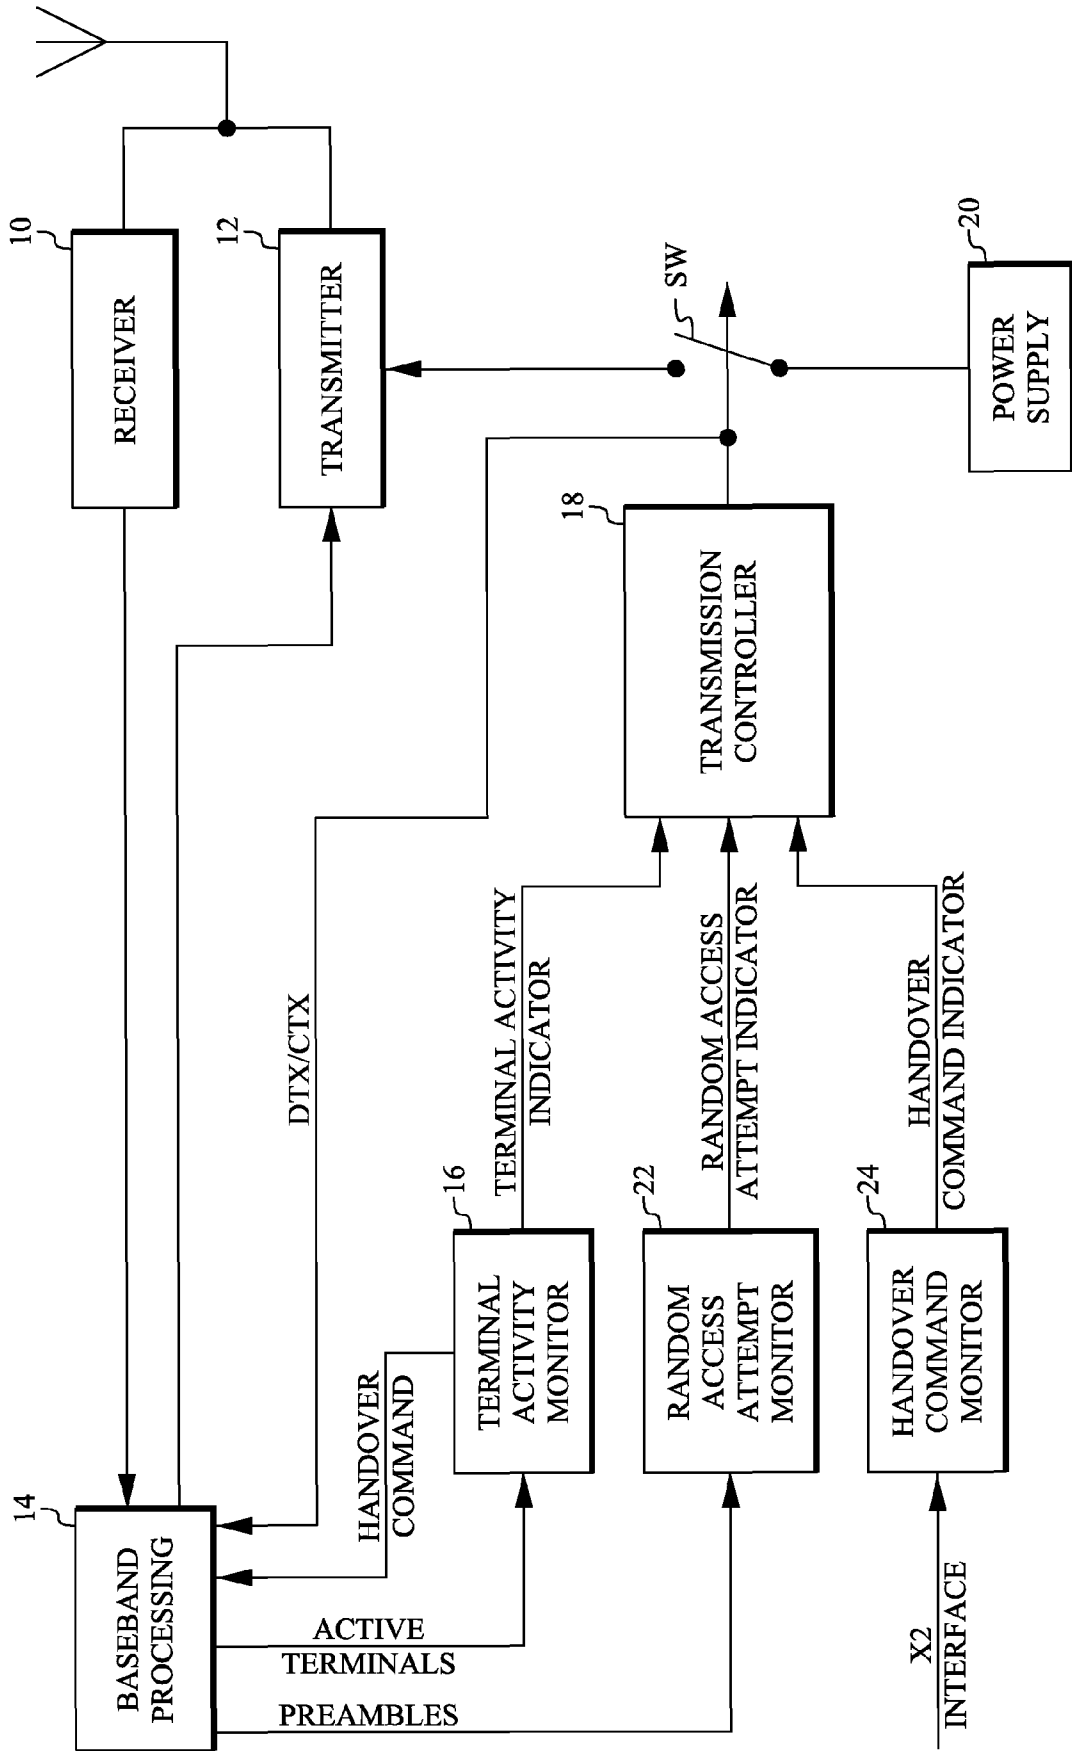 14
BASEBAND
PROCESSING
RECEIVER
10
TRANSMITTER
12
DTX/CTX
HANDOVER
COMMAND
ACTIVE
TERMINALS
PREAMBLES
TERMINAL
ACTIVITY
MONITOR
16
TERMINAL ACTIVITY
INDICATOR
RANDOM
ACCESS
ATTEMPT
MONITOR
22
RANDOM ACCESS
ATTEMPT INDICATOR
X2
INTERFACE
HANDOVER
COMMAND
MONITOR
24
HANDOVER
COMMAND INDICATOR
TRANSMISSION
CONTROLLER
18
SW
POWER
SUPPLY
20